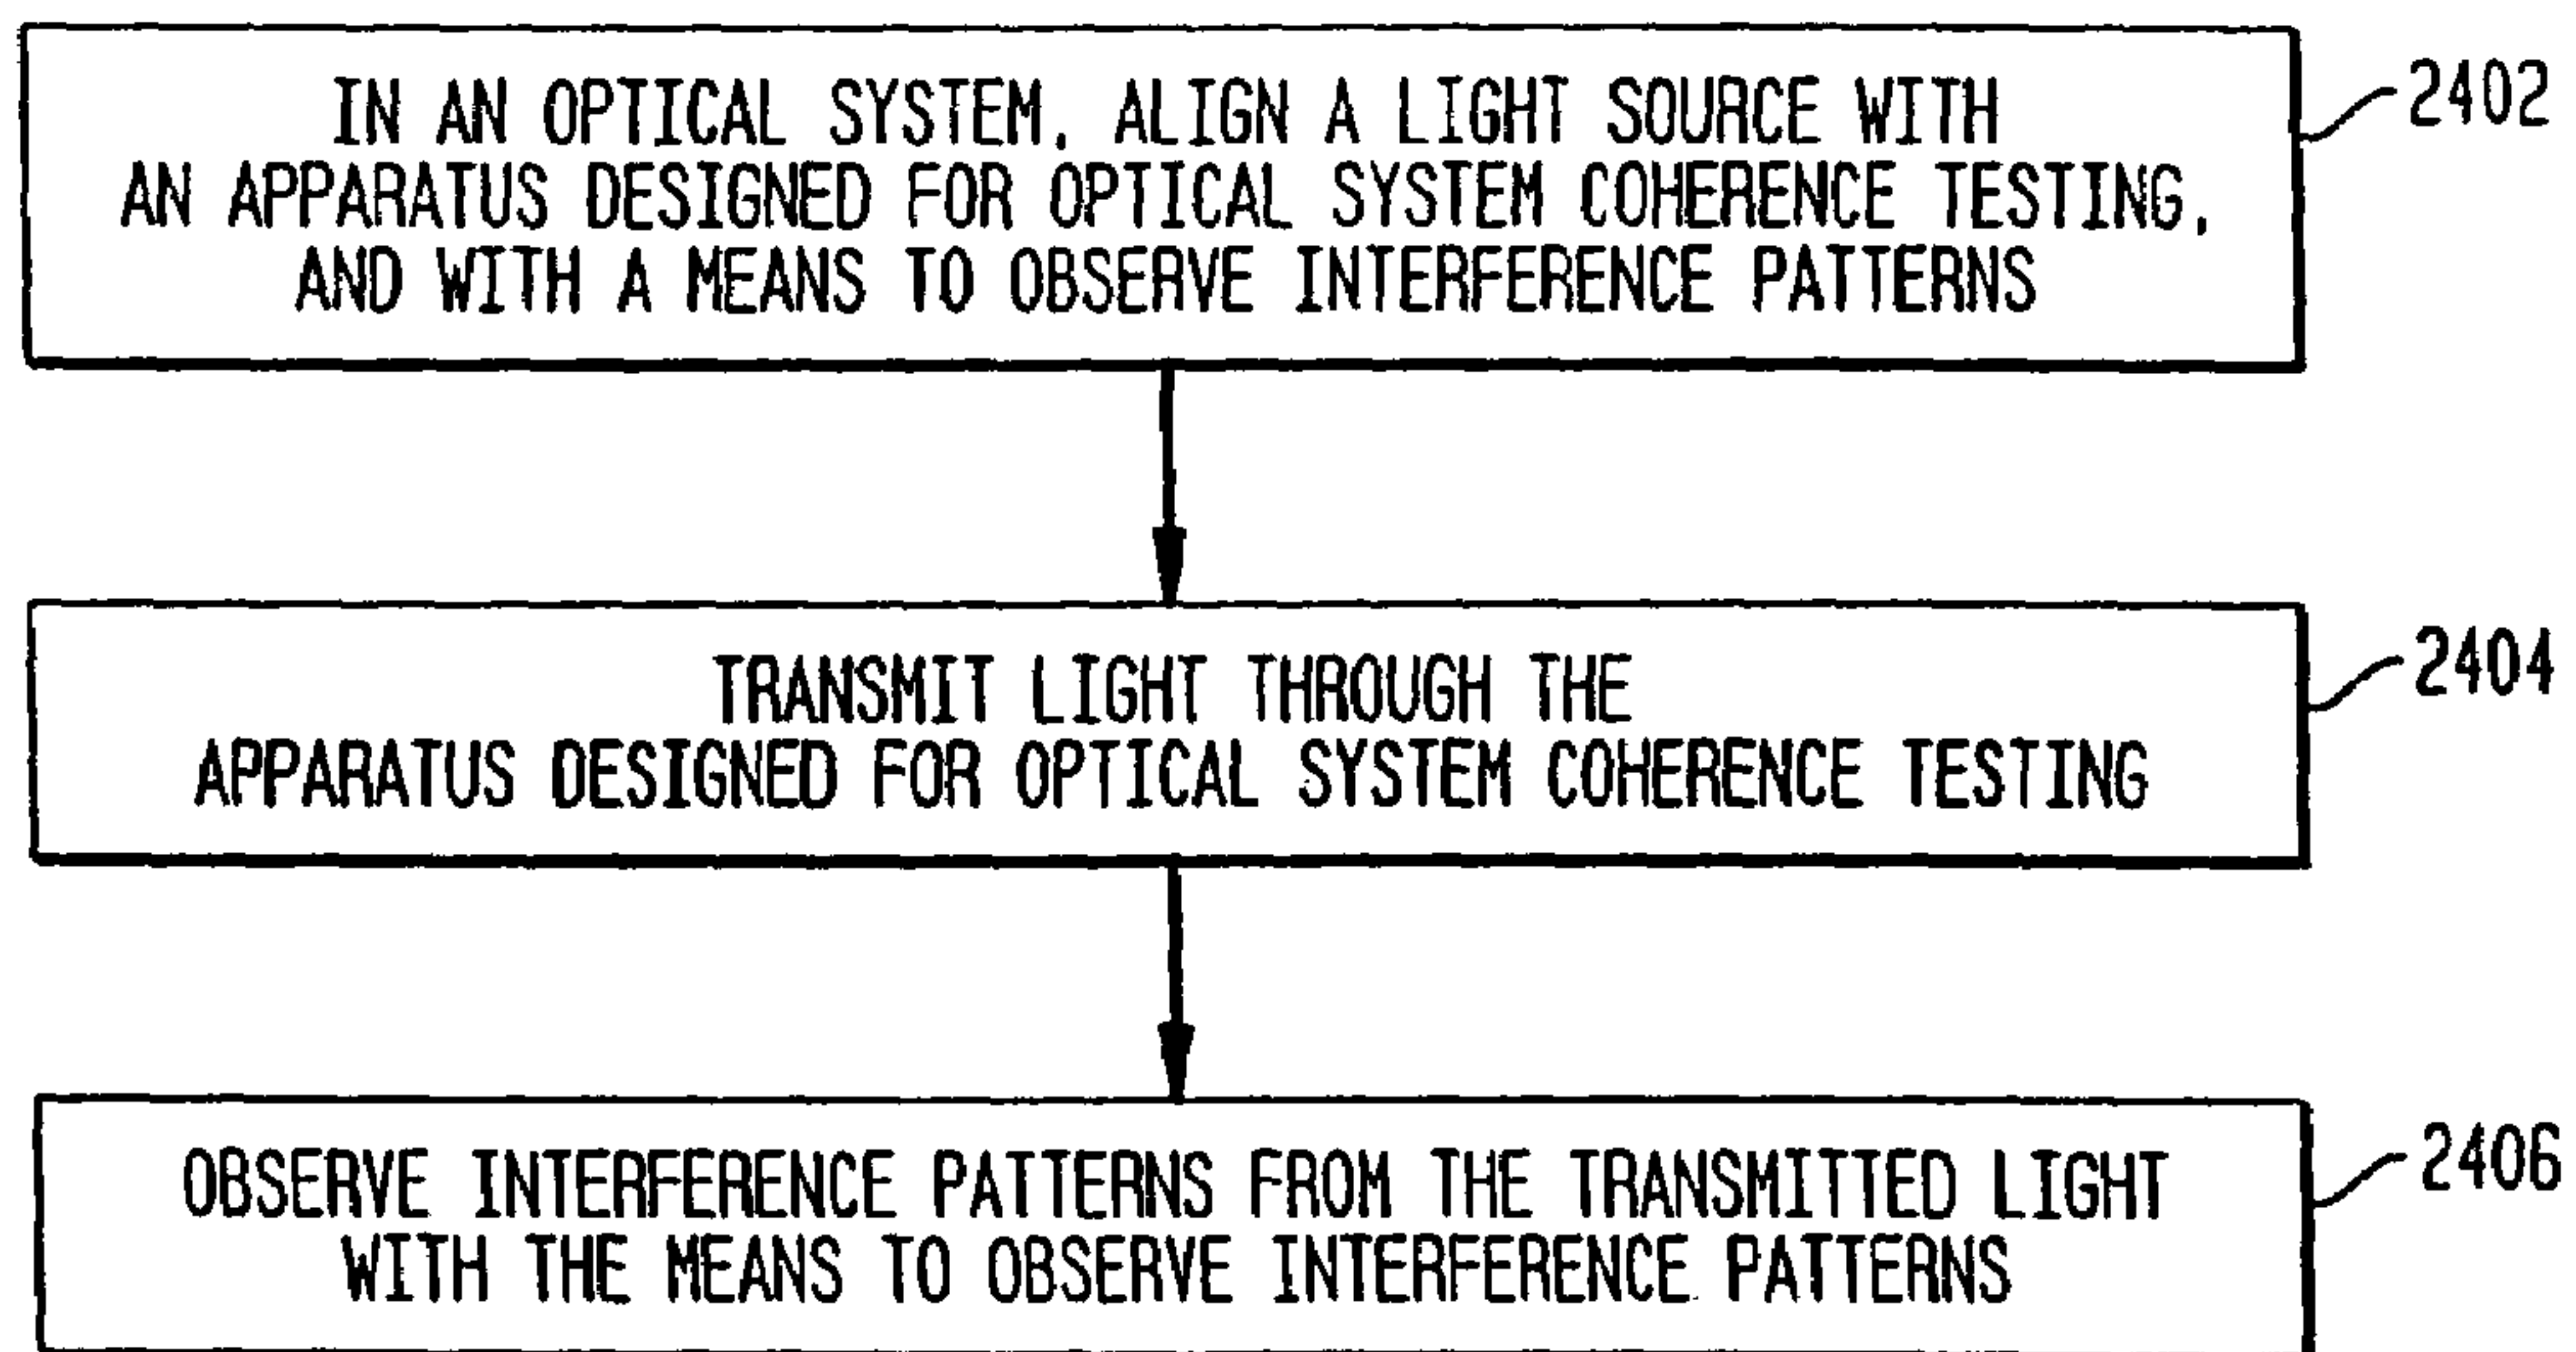 IN AN OPTICAL SYSTEM, ALIGN A LIGHT SOURCE WITH
AN APPARATUS DESIGNED FOR OPTICAL SYSTEM COHERENCE TESTING,
AND WITH A MEANS TO OBSERVE INTERFERENCE PATTERNS
2402
TRANSMIT LIGHT THROUGH THE
APPARATUS DESIGNED FOR OPTICAL SYSTEM COHERENCE TESTING
2404
OBSERVE INTERFERENCE PATTERNS FROM THE TRANSMITTED LIGHT
WITH THE MEANS TO OBSERVE INTERFERENCE PATTERNS
2406